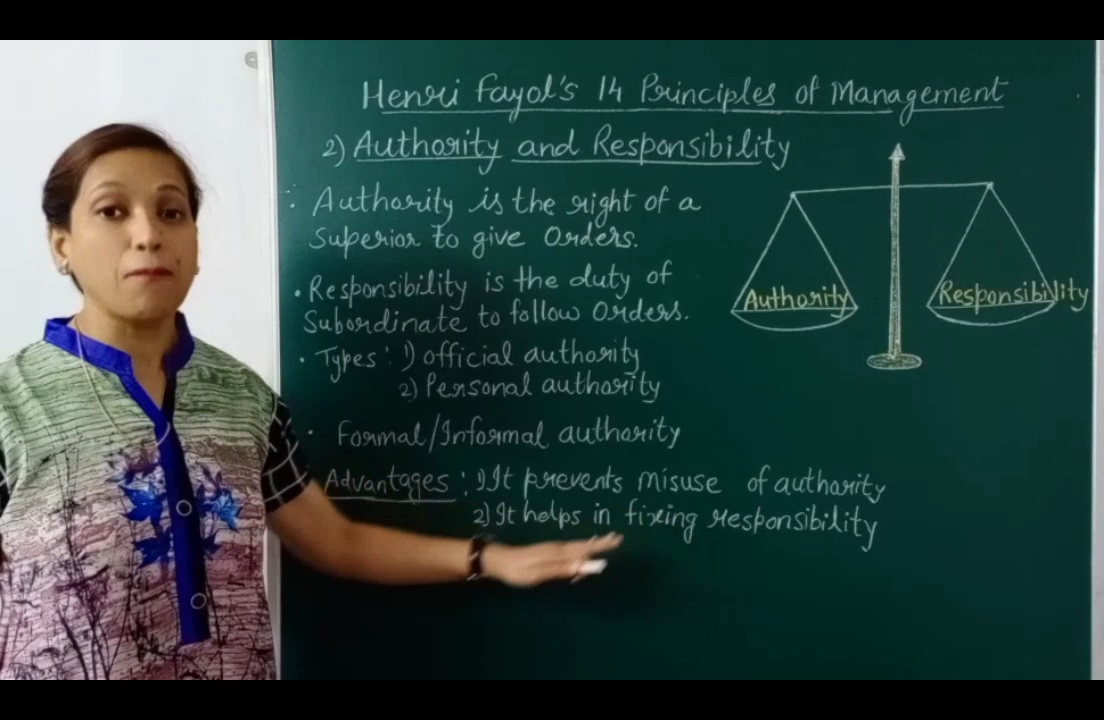 Henri Fayol's 14 Principles of Management
2) Authority and Responsibility
Authority is the right of a
Superior to give Orders.
• Responsibility is the duty of
Subordinate to follow Orders.
• Types : 1) official authority
2) Personal authority
• Formal/Informal authority
Advantages : 1) It prevents misuse of authority
2) It helps in fixing responsibility
Authority
Responsibility